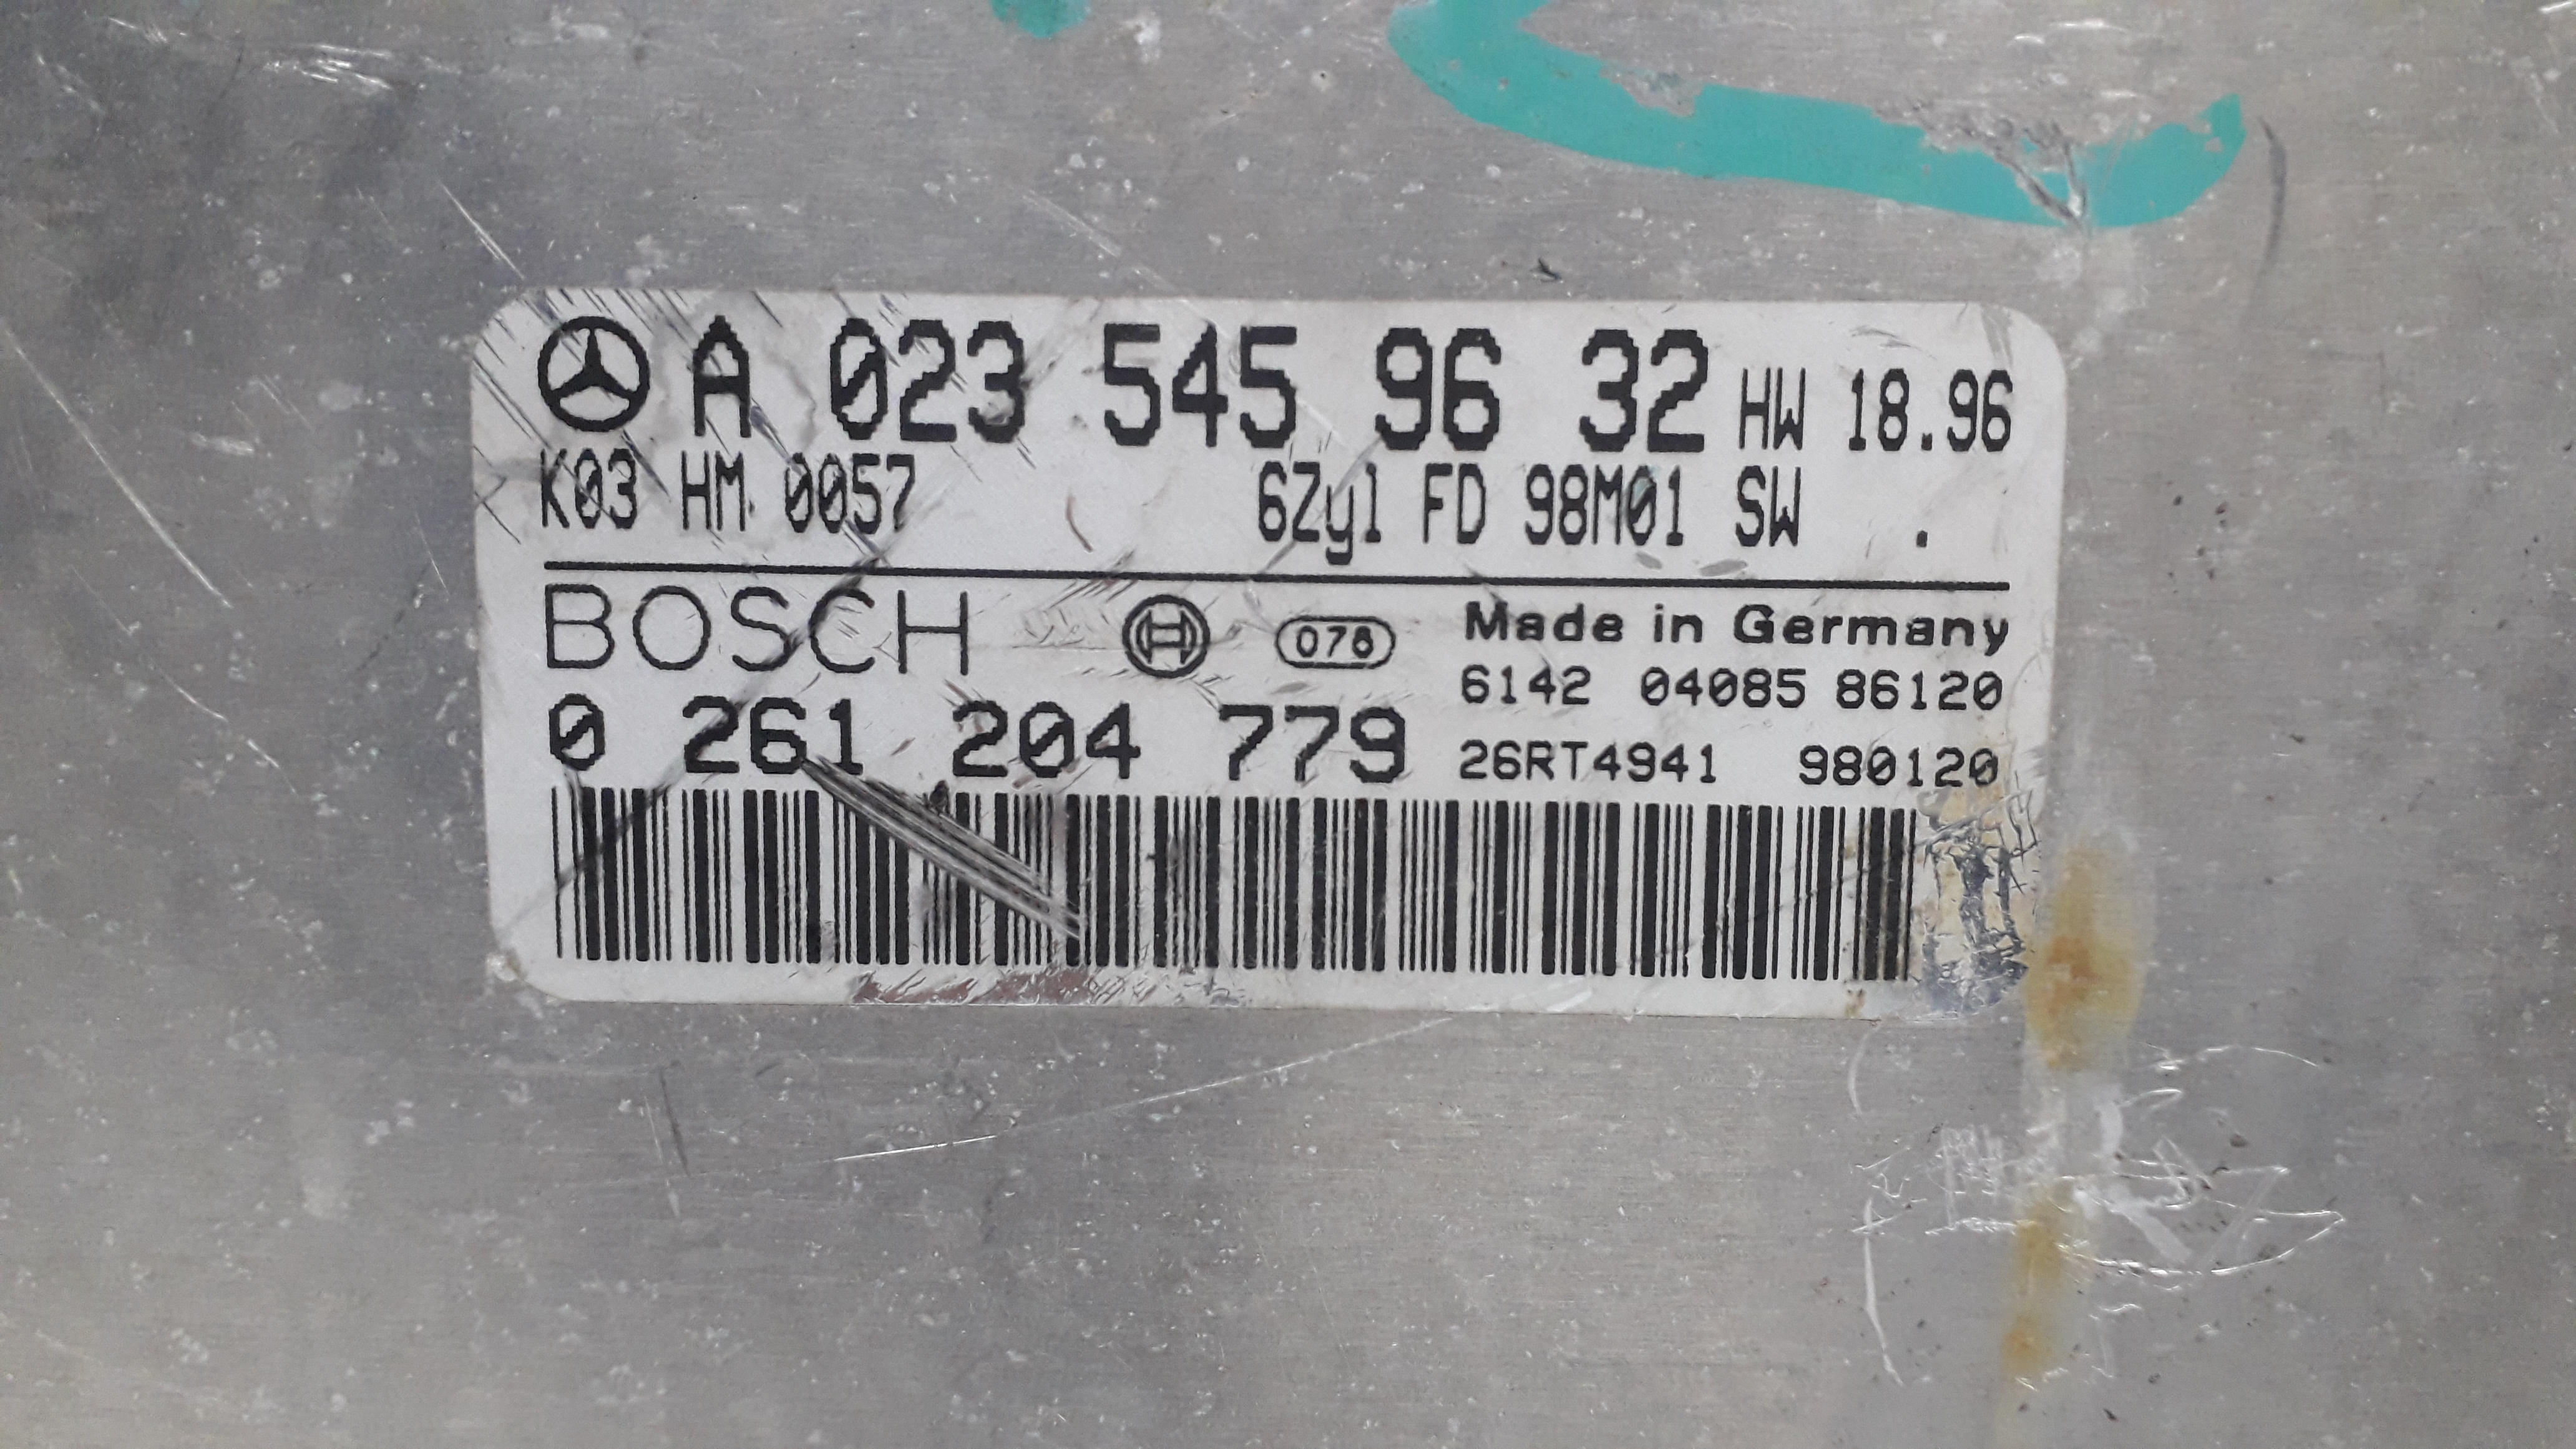 A 023 545 96 32 HW 18.96
K03 HM 0057 6Zyl FD 98M01 SW .
BOSCH 078 Made in Germany
6142 04085 86120
0 261 204 779
26RT4941 980120